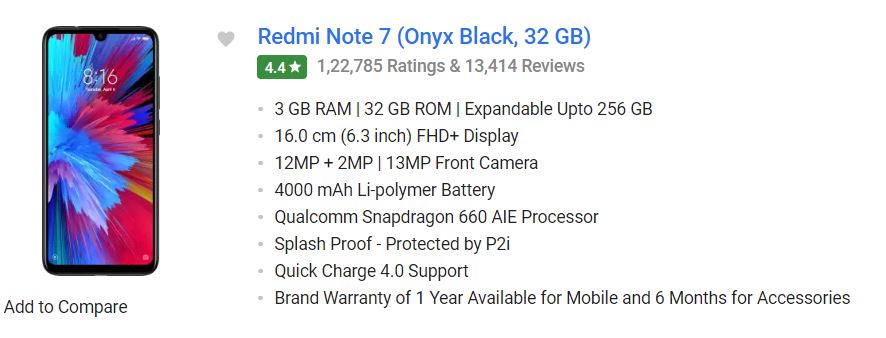 Redmi Note 7 (Onyx Black, 32 GB)
4.4★ 1,22,785 Ratings & 13,414 Reviews
3 GB RAM | 32 GB ROM | Expandable Upto 256 GB
16.0 cm (6.3 inch) FHD+ Display
12MP + 2MP | 13MP Front Camera
4000 mAh Li-polymer Battery
Qualcomm Snapdragon 660 AIE Processor
Splash Proof - Protected by P2i
Quick Charge 4.0 Support
Brand Warranty of 1 Year Available for Mobile and 6 Months for Accessories
8:16
Add to Compare